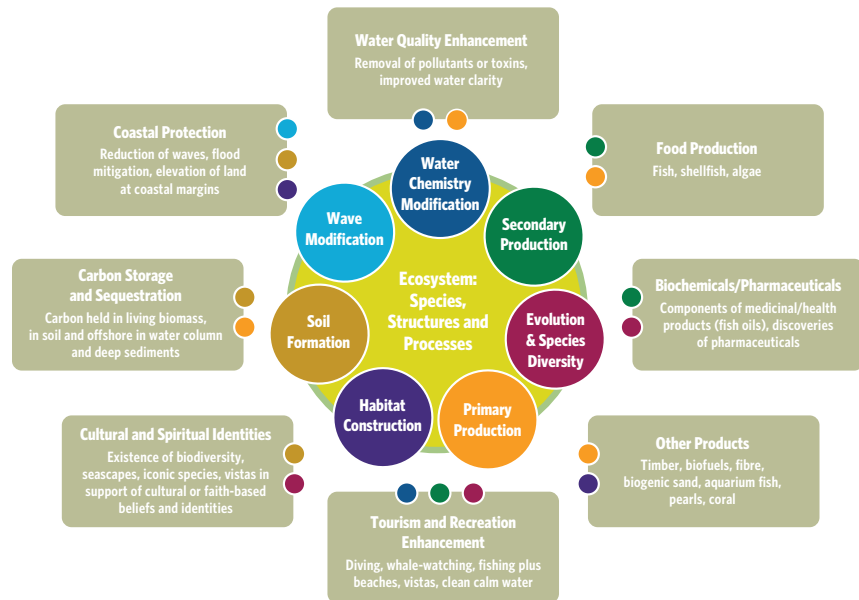 Water Quality Enhancement
Removal of pollutants or toxins,
improved water clarity
Coastal Protection
Reduction of waves, flood
mitigation, elevation of land
at coastal margins
Food Production
Fish, shellfish, algae
Water
Chemistry
Modification
Wave
Modification
Secondary
Production
Carbon Storage
and Sequestration
Carbon held in living biomass,
in soil and offshore in water column
and deep sediments
Ecosystem:
Species,
Structures and
Processes
Biochemicals/Pharmaceuticals
Components of medicinal/health
products (fish oils), discoveries
of pharmaceuticals
Soil
Formation
Evolution
& Species
Diversity
Habitat
Construction
Primary
Production
Cultural and Spiritual Identities
Existence of biodiversity,
seascapes, iconic species, vistas in
support of cultural or faith-based
beliefs and identities
Other Products
Timber, biofuels, fibre,
biogenic sand, aquarium fish,
pearls, coral
Tourism and Recreation
Enhancement
Diving, whale-watching, fishing plus
beaches, vistas, clean calm water